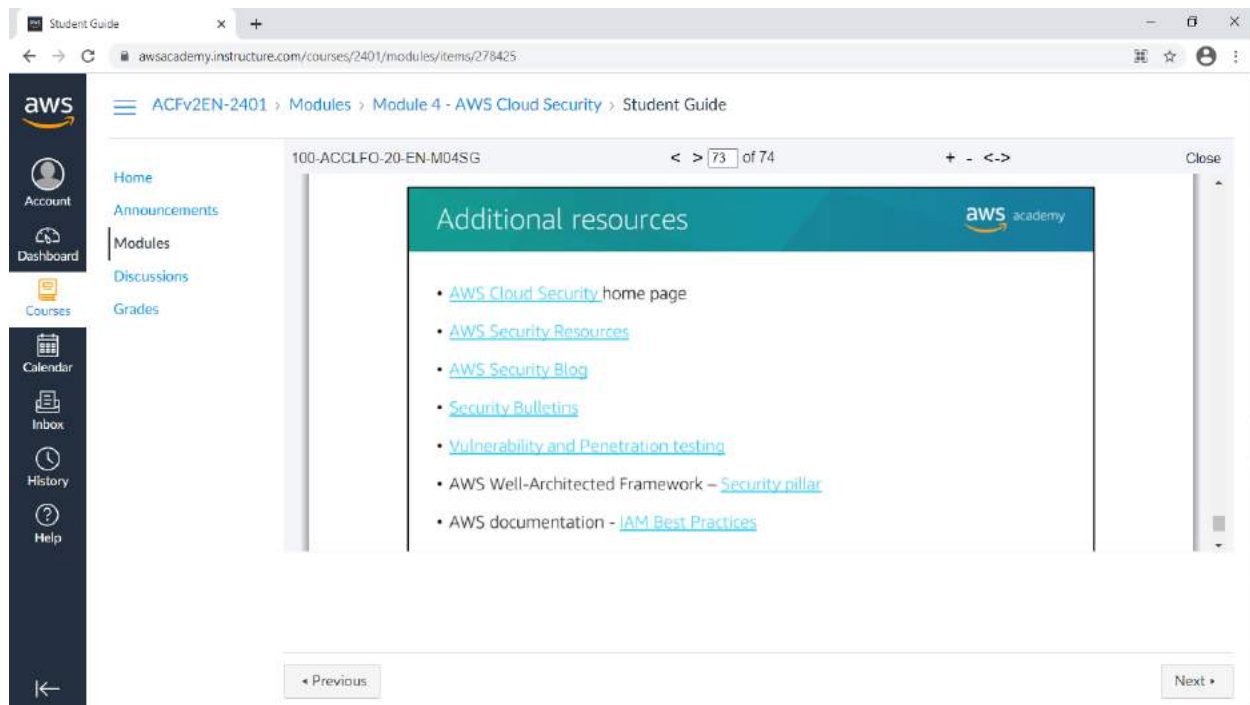 Student Guide
awsacademy.instructure.com/courses/2401/modules/items/278425
aws
ACFv2EN-2401 › Modules › Module 4 - AWS Cloud Security › Student Guide
Account
Dashboard
Courses
Calendar
Inbox
History
Help
Home
Announcements
Modules
Discussions
Grades
100-ACCLFO-20-EN-M04SG < > 73 of 74 + - <-> Close
Additional resources
aws academy
• AWS Cloud Security home page
• AWS Security Resources
• AWS Security Blog
• Security Bulletins
• Vulnerability and Penetration testing
• AWS Well-Architected Framework – Security pillar
• AWS documentation - IAM Best Practices
◂ Previous
Next ▸